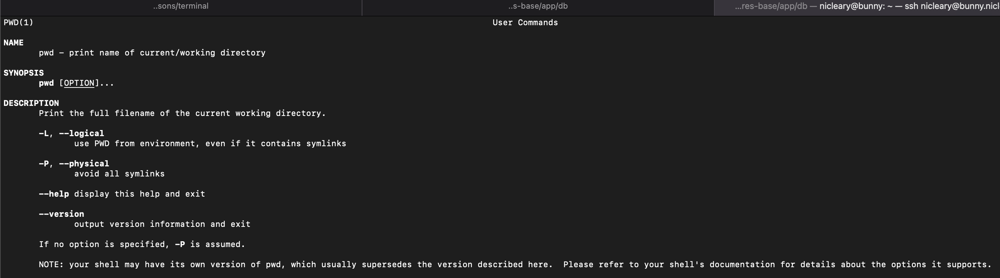 ..sons/terminal
..s-base/app/db
...res-base/app/db — nicleary@bunny: ~ — ssh nicleary@bunny.nicl
PWD(1) User Commands
NAME
pwd - print name of current/working directory
SYNOPSIS
pwd [OPTION]...
DESCRIPTION
Print the full filename of the current working directory.
-L, --logical
use PWD from environment, even if it contains symlinks
-P, --physical
avoid all symlinks
--help display this help and exit
--version
output version information and exit
If no option is specified, -P is assumed.
NOTE: your shell may have its own version of pwd, which usually supersedes the version described here.  Please refer to your shell's documentation for details about the options it supports.